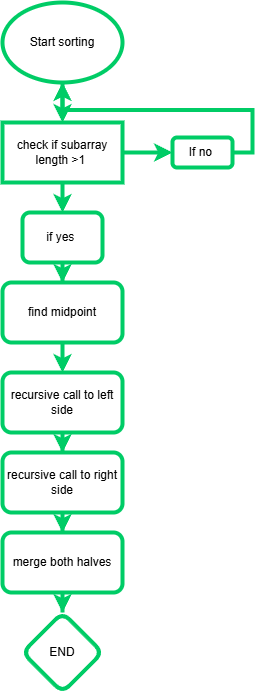 Start sorting
check if subarray
length >1
If no
if yes
find midpoint
recursive call to left
side
recursive call to right
side
merge both halves
END